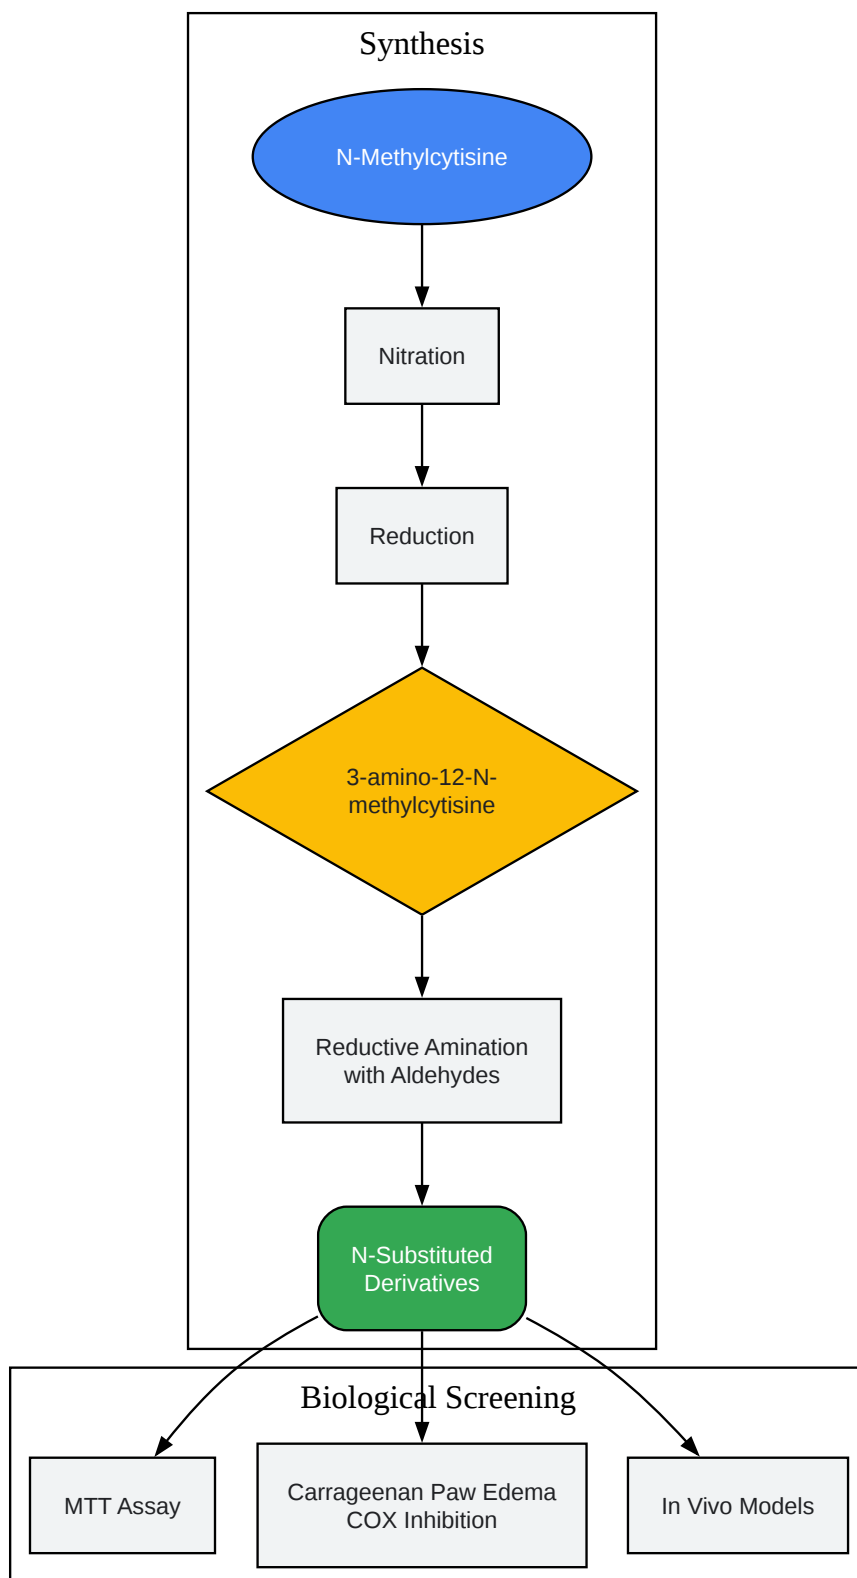 Synthesis
N-Methylcytisine
Nitration
Reduction
3-amino-12-N-
methylcytisine
Reductive Amination
with Aldehydes
N-Substituted
Derivatives
Biological Screening
MTT Assay
Carrageenan Paw Edema
COX Inhibition
In Vivo Models